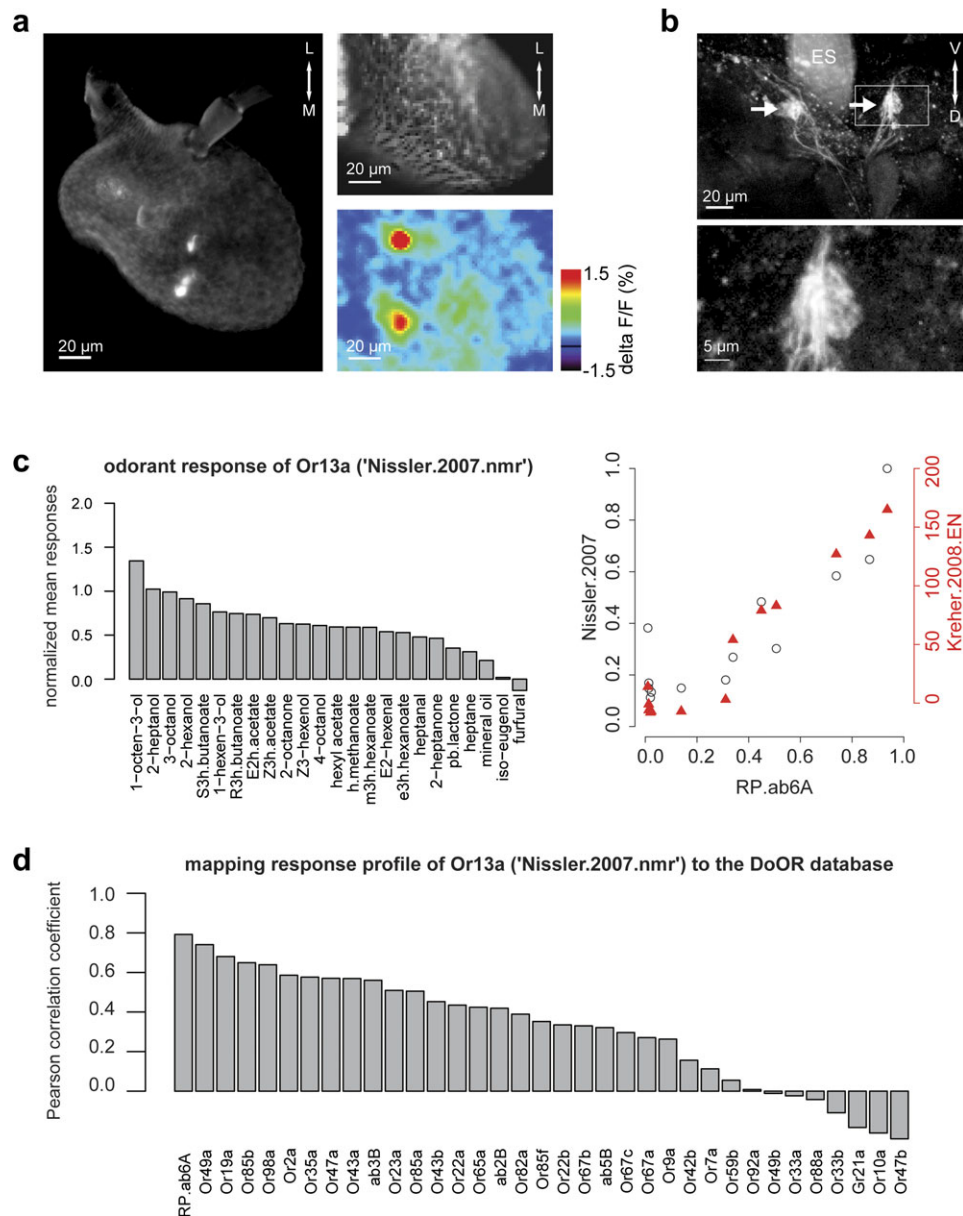 a
L
M
20 µm
L
M
20 µm
20 µm
1.5
-1.5
delta F/F (%)
b
ES
V
D
20 µm
5 µm
c
odorant response of Or13a ('Nissler.2007.nmr')
normalized mean responses
2.0
1.5
1.0
0.5
0.0
1-octen-3-ol
2-heptanol
3-octanol
2-hexanol
S3h.butanoate
1-hexen-3-ol
R3h.butanoate
E2h.acetate
Z3h.acetate
2-octanone
Z3-hexenol
4-octanol
hexyl acetate
h.methanoate
m3h.hexanoate
E2-hexenal
e3h.hexanoate
heptanal
2-heptanone
pb.lactone
heptane
mineral oil
iso-eugenol
furfural
Nissler.2007
1.0
0.8
0.6
0.4
0.2
0.0
0.0 0.2 0.4 0.6 0.8 1.0
RP.ab6A
200
150
100
50
0
Kreher.2008.EN
d
mapping response profile of Or13a ('Nissler.2007.nmr') to the DoOR database
Pearson correlation coefficient
1.0
0.8
0.6
0.4
0.2
0.0
RP.ab6A
Or49a
Or19a
Or85b
Or98a
Or2a
Or35a
Or47a
Or43a
ab3B
Or23a
Or85a
Or43b
Or22a
Or65a
ab2B
Or82a
Or85f
Or22b
Or67b
ab5B
Or67c
Or67a
Or9a
Or42b
Or7a
Or59b
Or92a
Or49b
Or33a
Or88a
Or33b
Gr21a
Or10a
Or47b